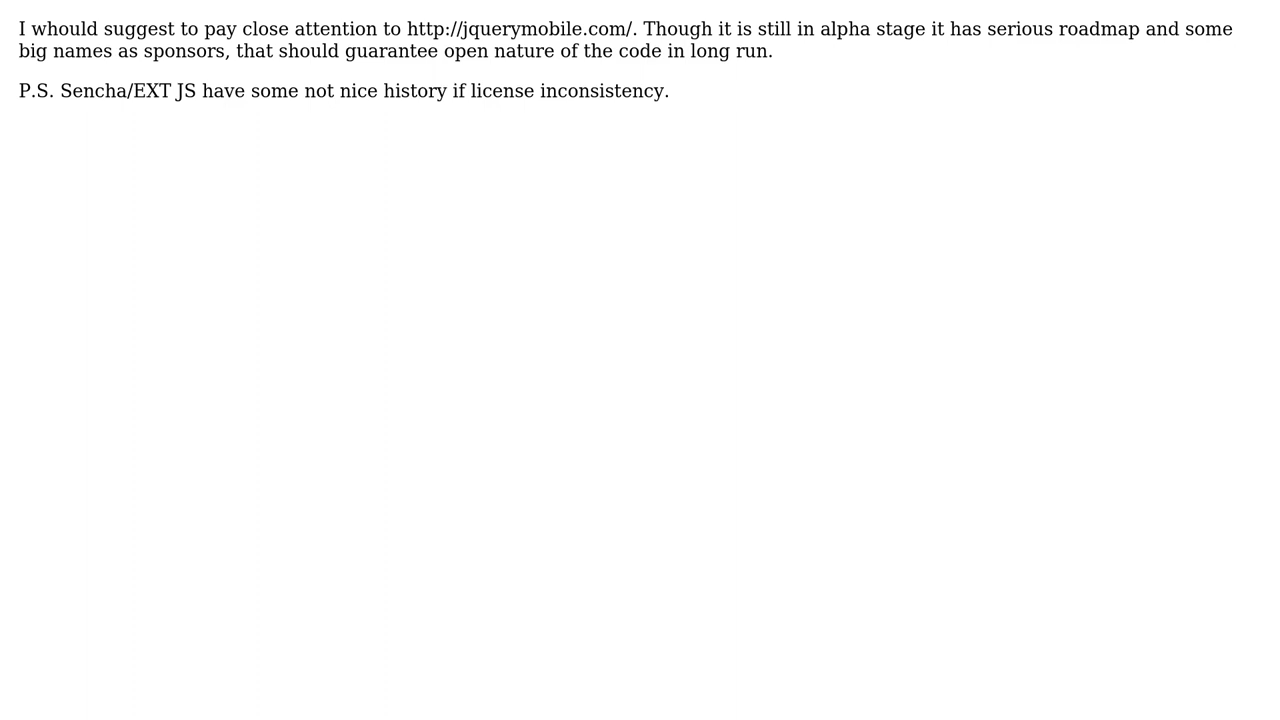 I whould suggest to pay close attention to http://jquerymobile.com/. Though it is still in alpha stage it has serious roadmap and some
big names as sponsors, that should guarantee open nature of the code in long run.
P.S. Sencha/EXT JS have some not nice history if license inconsistency.